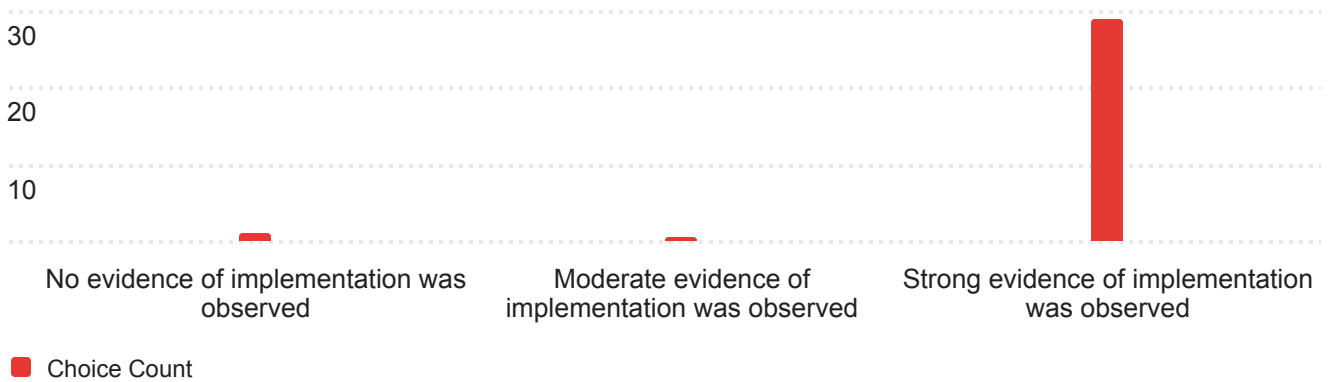 30
20
10
No evidence of implementation was
observed
Moderate evidence of
implementation was observed
Strong evidence of implementation
was observed
Choice Count